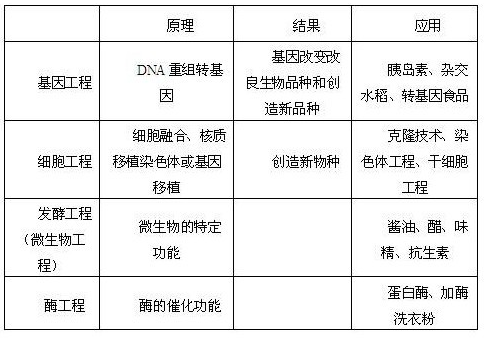 原理 结果 应用
基因工程
DNA 重组转基
因
基因改变改
良生物品种和创
造新品种
胰岛素、杂交
水稻、转基因食品
细胞工程
细胞融合、核质
移植染色体或基因
移植
创造新物种
克隆技术、染
色体工程、干细胞
工程
发酵工程
（微生物工
程）
微生物的特定
功能
酱油、醋、味
精、抗生素
酶工程
酶的催化功能
蛋白酶、加酶
洗衣粉